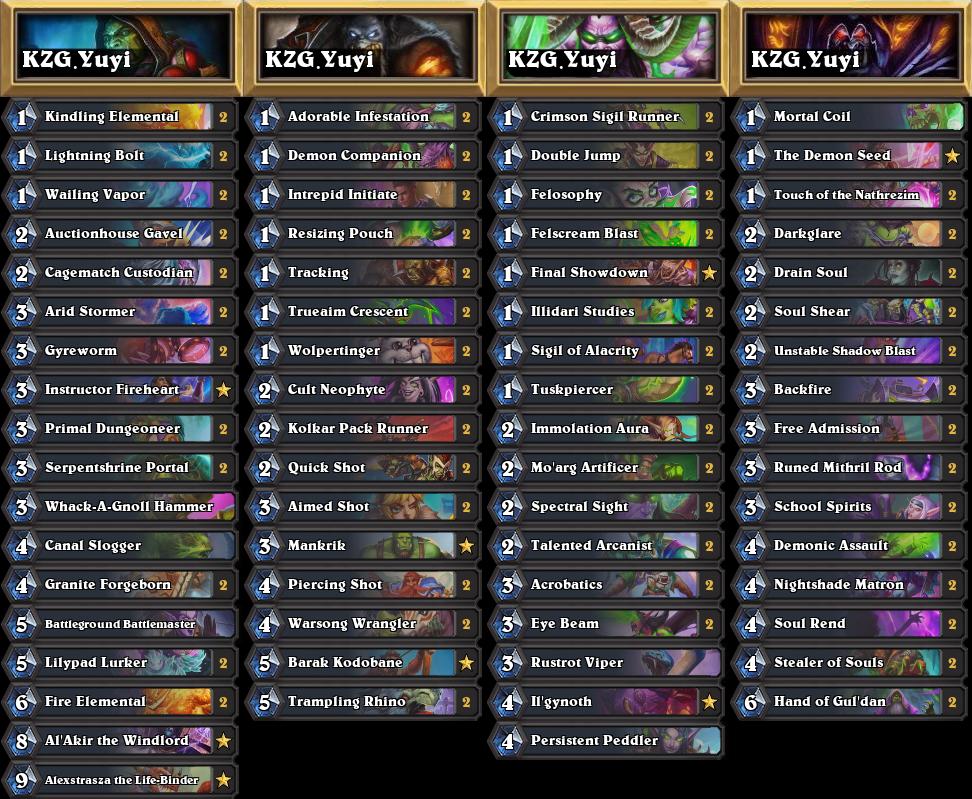 KZG.Yuyi
1 Kindling Elemental 2
1 Lightning Bolt 2
1 Wailing Vapor 2
2 Auctionhouse Gavel 2
2 Cagematch Custodian 2
3 Arid Stormer 2
3 Gyreworm 2
3 Instructor Fireheart
3 Primal Dungeoneer 2
3 Serpentshrine Portal 2
3 Whack-A-Gnoll Hammer
4 Canal Slogger
4 Granite Forgeborn 2
5 Battleground Battlemaster
5 Lilypad Lurker 2
6 Fire Elemental 2
8 Al'Akir the Windlord
9 Alexstrasza the Life-Binder
KZG.Yuyi
1 Adorable Infestation 2
1 Demon Companion 2
1 Intrepid Initiate 2
1 Resizing Pouch 2
1 Tracking 2
1 Trueaim Crescent 2
1 Wolpertinger 2
2 Cult Neophyte 2
2 Kolkar Pack Runner 2
2 Quick Shot 2
3 Aimed Shot 2
3 Mankrik
4 Piercing Shot 2
4 Warsong Wrangler 2
5 Barak Kodobane
5 Trampling Rhino 2
KZG.Yuyi
1 Crimson Sigil Runner 2
1 Double Jump 2
1 Felosophy 2
1 Felscream Blast 2
1 Final Showdown
1 Illidari Studies 2
1 Sigil of Alacrity 2
1 Tuskpiercer 2
2 Immolation Aura 2
2 Mo'arg Artificer 2
2 Spectral Sight 2
2 Talented Arcanist 2
3 Acrobatics 2
3 Eye Beam 2
3 Rustrot Viper
4 Il'gynoth
4 Persistent Peddler
KZG.Yuyi
1 Mortal Coil
1 The Demon Seed
1 Touch of the Nathrezim 2
2 Darkglare 2
2 Drain Soul 2
2 Soul Shear 2
2 Unstable Shadow Blast 2
3 Backfire 2
3 Free Admission 2
3 Runed Mithril Rod 2
3 School Spirits 2
4 Demonic Assault 2
4 Nightshade Matron 2
4 Soul Rend 2
4 Stealer of Souls 2
6 Hand of Gul'dan 2